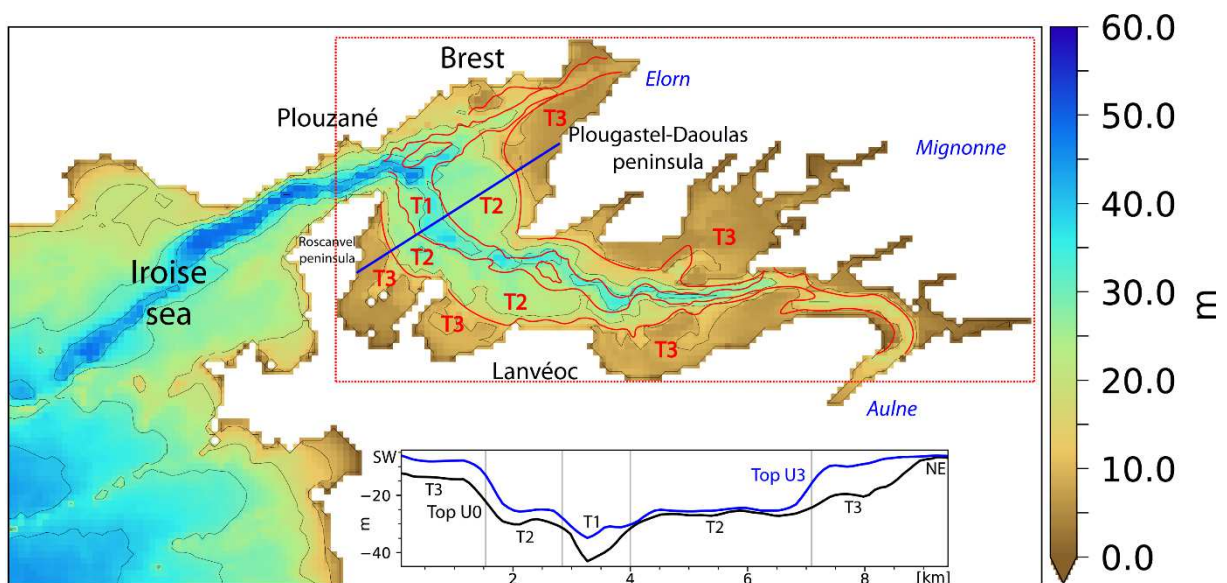 Brest
Elorn
Plouzané
T3
Plougastel-Daoulas
peninsula
Mignonne
T1
T2
T3
Roscanvel
peninsula
T2
T3
Iroise
sea
T2
T3
T3
Lanvéoc
Aulne
60.0
50.0
40.0
30.0
20.0
10.0
0.0
m
SW
Top U3
NE
T3
Top U0
T1
T3
T2
T2
−20
−40
m
2
4
6
8
[km]